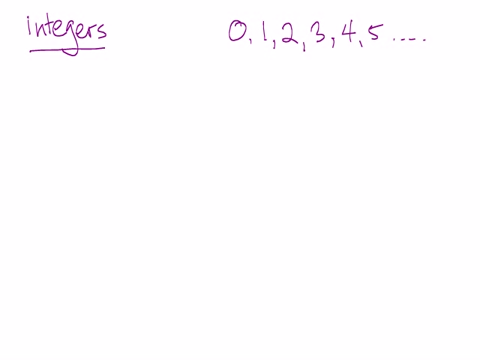 integers 0, 1, 2, 3, 4, 5 ....